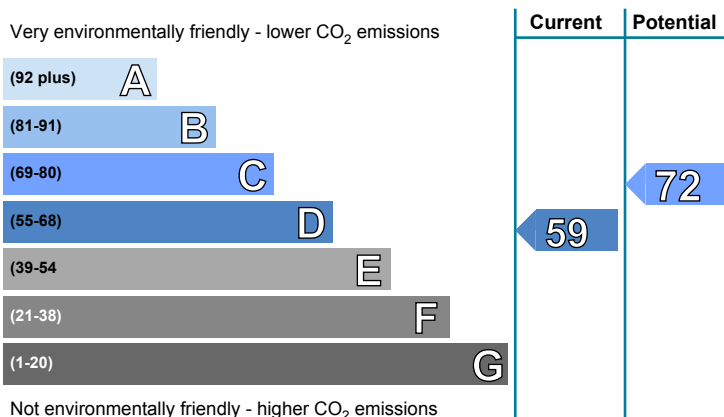 Current Potential
Very environmentally friendly - lower CO2 emissions
(92 plus) A
(81-91) B
(69-80) C
72
(55-68) D
59
(39-54 E
(21-38) F
(1-20) G
Not environmentally friendly - higher CO2 emissions